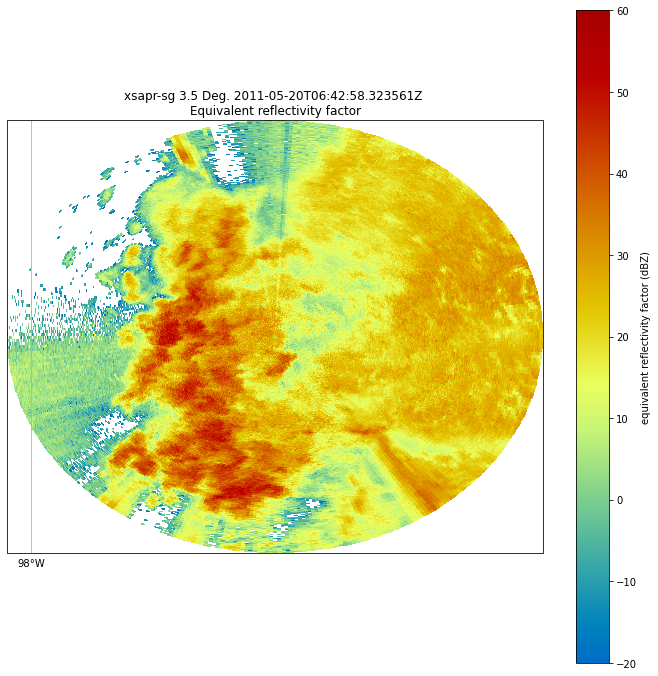 xsapr-sg 3.5 Deg. 2011-05-20T06:42:58.323561Z
Equivalent reflectivity factor
60
50
40
30
20
10
0
−10
−20
equivalent reflectivity factor (dBZ)
98°W